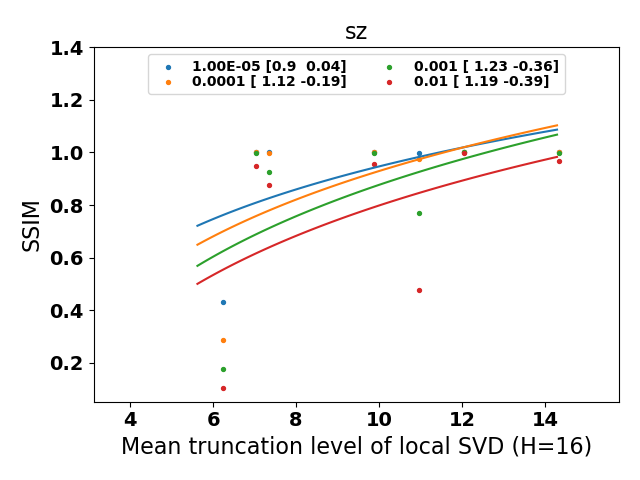 sz
1.00E-05 [0.9  0.04]
0.0001 [ 1.12 -0.19]
0.001 [ 1.23 -0.36]
0.01 [ 1.19 -0.39]
1.4
1.2
1.0
0.8
0.6
0.4
0.2
SSIM
4 6 8 10 12 14
Mean truncation level of local SVD (H=16)